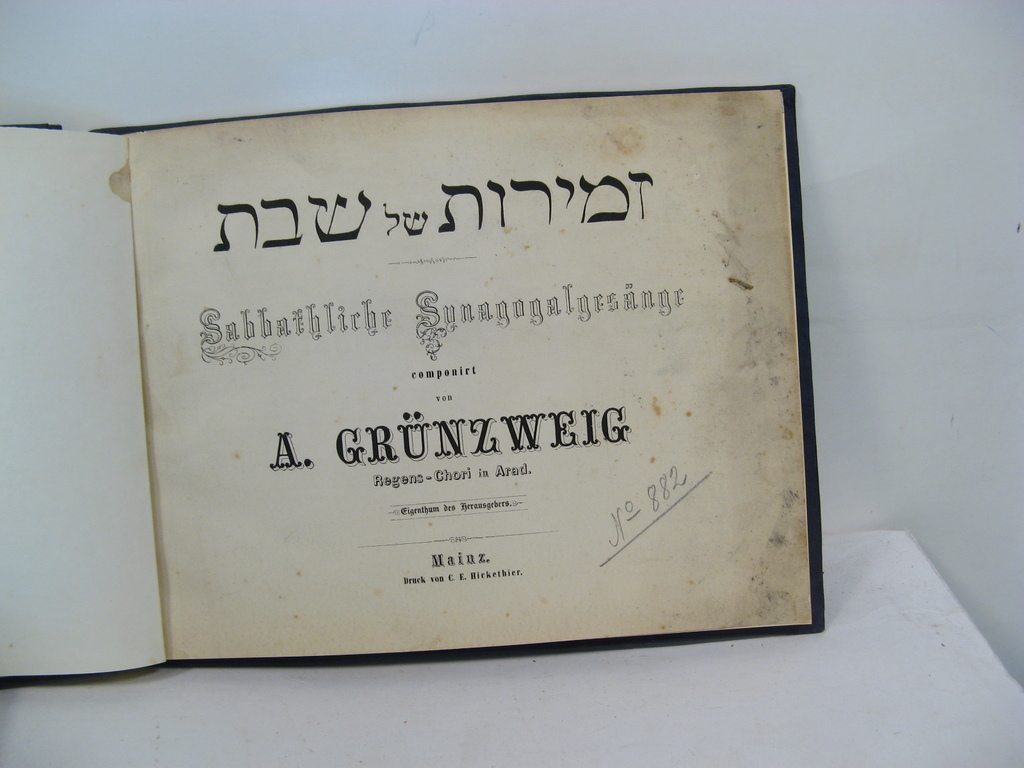 זמירות של שבת
Sabbathliche Synagogalgesänge
componirt
von
A. GRÜNZWEIG
Regens-Chori in Arad.
Eigenthum des Herausgebers.
No 882
Mainz.
Druck von C. E. Hickethier.